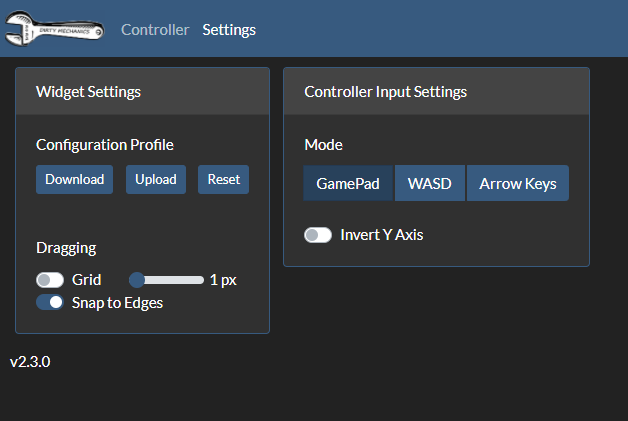 DIRTY MECHANICS
Controller Settings
Widget Settings
Configuration Profile
Download Upload Reset
Dragging
Grid 1 px
Snap to Edges
Controller Input Settings
Mode
GamePad WASD Arrow Keys
Invert Y Axis
v2.3.0